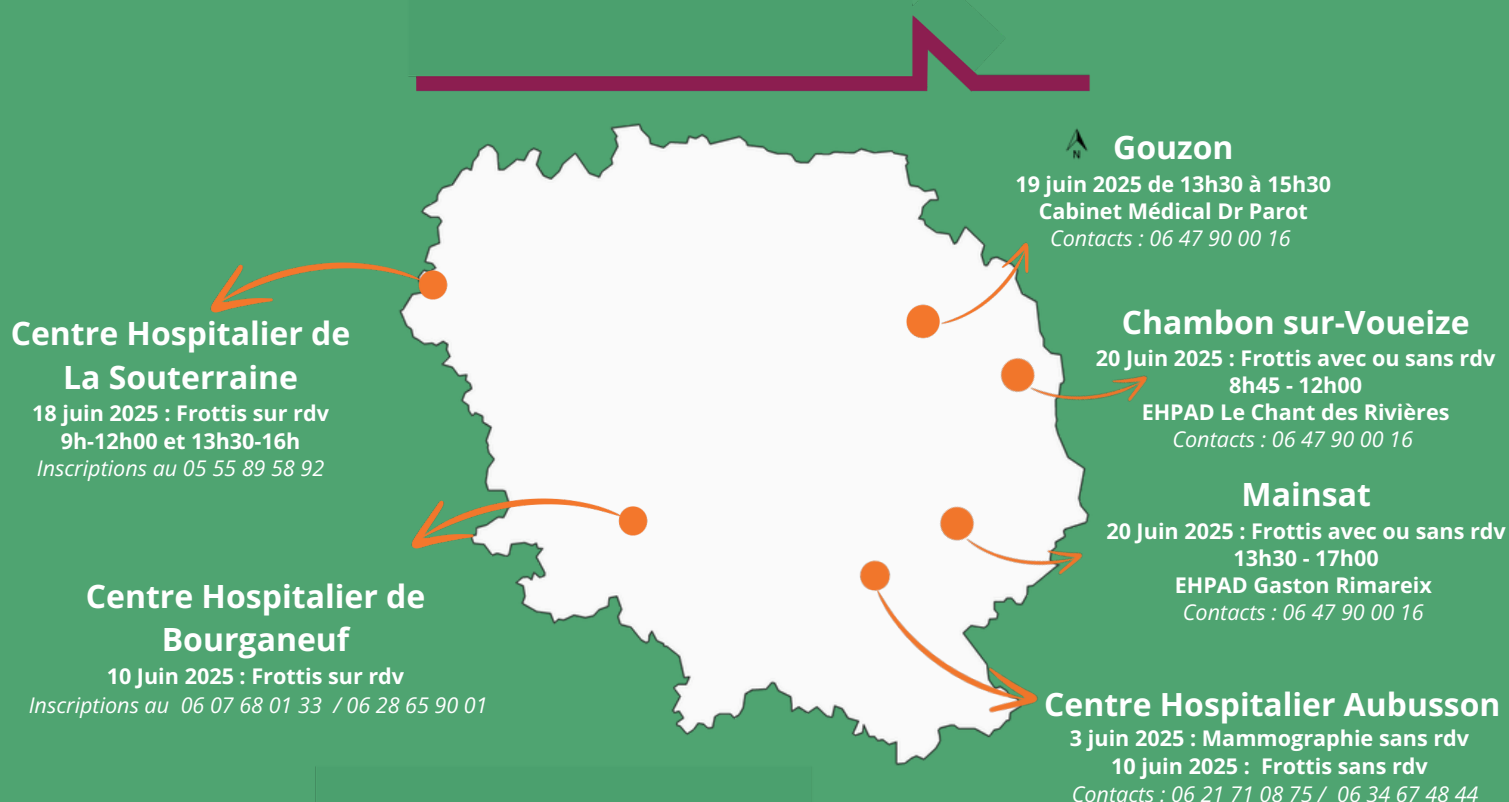 N
Gouzon
19 juin 2025 de 13h30 à 15h30
Cabinet Médical Dr Parot
Contacts : 06 47 90 00 16
Centre Hospitalier de
La Souterraine
18 juin 2025 : Frottis sur rdv
9h-12h00 et 13h30-16h
Inscriptions au 05 55 89 58 92
Chambon sur-Voueize
20 Juin 2025 : Frottis avec ou sans rdv
8h45 - 12h00
EHPAD Le Chant des Rivières
Contacts : 06 47 90 00 16
Mainsat
20 Juin 2025 : Frottis avec ou sans rdv
13h30 - 17h00
EHPAD Gaston Rimareix
Contacts : 06 47 90 00 16
Centre Hospitalier de
Bourganeuf
10 Juin 2025 : Frottis sur rdv
Inscriptions au 06 07 68 01 33 / 06 28 65 90 01
Centre Hospitalier Aubusson
3 juin 2025 : Mammographie sans rdv
10 juin 2025 : Frottis sans rdv
Contacts : 06 21 71 08 75 / 06 34 67 48 44